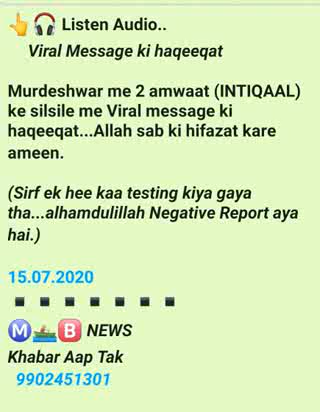 👆🎧 Listen Audio..
Viral Message ki haqeeqat
Murdeshwar me 2 amwaat (INTIQAAL)
ke silsile me Viral message ki
haqeeqat...Allah sab ki hifazat kare
ameen.
(Sirf ek hee kaa testing kiya gaya
tha...alhamdulillah Negative Report aya
hai.)
15.07.2020
▪▪▪▪▪▪▪
Ⓜ🚣🅱 NEWS
Khabar Aap Tak
9902451301